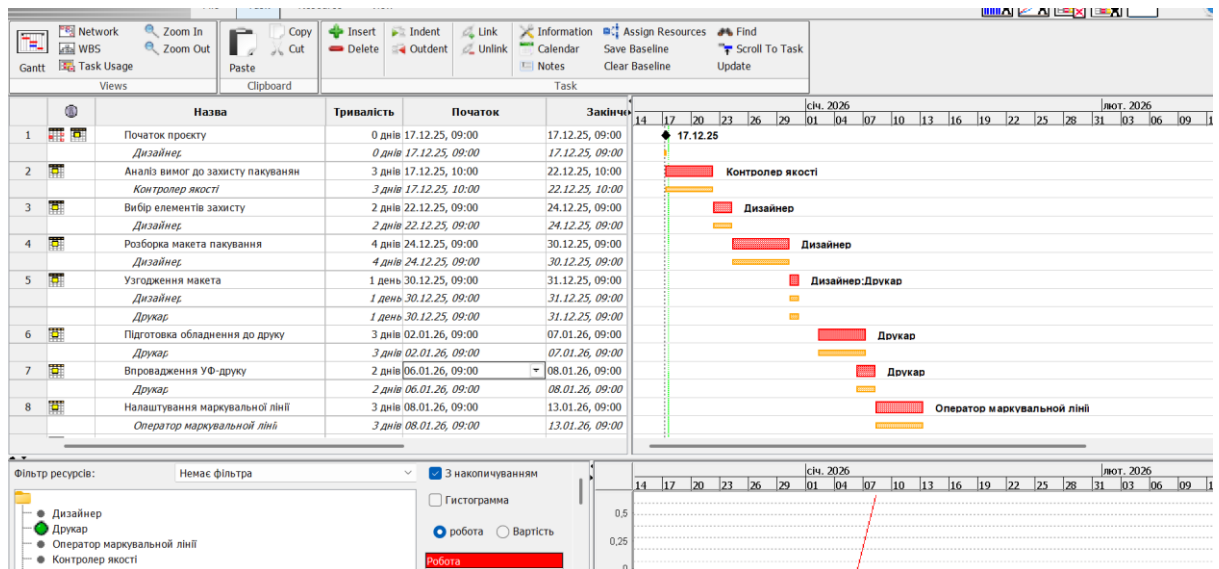 Network Zoom In Copy Insert Indent Link Information Assign Resources Find
WBS Zoom Out Cut Delete Outdent Unlink Calendar Save Baseline Scroll To Task
Gantt Task Usage Paste Notes Clear Baseline Update
Views Clipboard Task
Назва Тривалість Початок Закінче
січ. 2026 лют. 2026
14 17 20 23 26 29 01 04 07 10 13 16 19 22 25 28 31 03 06 09 1
1 Початок проєкту 0 днів 17.12.25, 09:00 17.12.25, 09:00 17.12.25
Дизайнер 0 днів 17.12.25, 09:00 17.12.25, 09:00
2 Аналіз вимог до захисту пакуванян 3 днів 17.12.25, 10:00 22.12.25, 10:00 Контролер якості
Контролер якості 3 днів 17.12.25, 10:00 22.12.25, 10:00
3 Вибір елементів захисту 2 днів 22.12.25, 09:00 24.12.25, 09:00 Дизайнер
Дизайнер 2 днів 22.12.25, 09:00 24.12.25, 09:00
4 Розборка макета пакування 4 днів 24.12.25, 09:00 30.12.25, 09:00 Дизайнер
Дизайнер 4 днів 24.12.25, 09:00 30.12.25, 09:00
5 Узгодження макета 1 день 30.12.25, 09:00 31.12.25, 09:00 Дизайнер;Друкар
Дизайнер 1 день 30.12.25, 09:00 31.12.25, 09:00
Друкар 1 день 30.12.25, 09:00 31.12.25, 09:00
6 Підготовка обладнення до друку 3 днів 02.01.26, 09:00 07.01.26, 09:00 Друкар
Друкар 3 днів 02.01.26, 09:00 07.01.26, 09:00
7 Впровадження УФ-друку 2 днів 06.01.26, 09:00 08.01.26, 09:00 Друкар
Друкар 2 днів 06.01.26, 09:00 08.01.26, 09:00
8 Налаштування маркувальної лінії 3 днів 08.01.26, 09:00 13.01.26, 09:00 Оператор маркувальної лінії
Оператор маркувальної лінії 3 днів 08.01.26, 09:00 13.01.26, 09:00
Фільтр ресурсів: Немає фільтра З накопичуванням
січ. 2026 лют. 2026
14 17 20 23 26 29 01 04 07 10 13 16 19 22 25 28 31 03 06 09 1
Гистограмма
Дизайнер 0,5
Друкар робота Вартість
Оператор маркувальної лінії 0,25
Контролер якості Робота 0